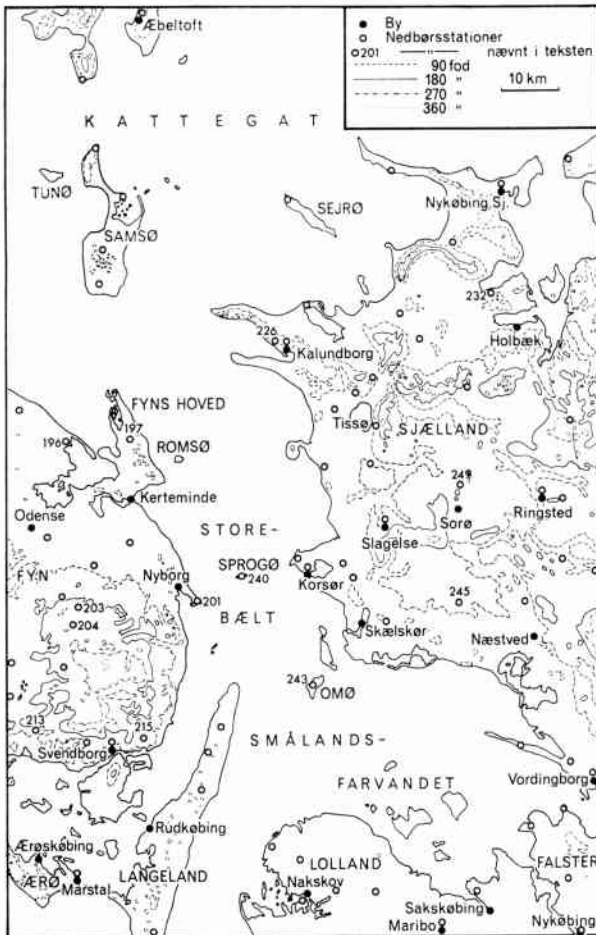 By
Nedbørsstationer
201 —"— nævnt i teksten
90 fod
180 "
270 "
360 "
10 km
Æbeltoft
KATTEGAT
TUNØ
SEJRØ
Nykøbing Sj.
SAMSØ
232
226
Holbæk
Kalundborg
FYNS HOVED
Tissø
197
SJÆLLAND
196
ROMSØ
249
Kerteminde
Ringsted
Odense
STORE-
Sorø
Slagelse
SPROGØ
FYN
Nyborg
240
Korsør
203
201
245
204
BÆLT
Skælskør
Næstved
243
OMØ
213
215
SMÅLANDS-
Svendborg
FARVANDET
Vordingborg
Rudkøbing
Ærøskøbing
LOLLAND
FALSTER
ÆRØ
LANGELAND
Marstal
Nakskov
Sakskøbing
Maribo
Nykøbing